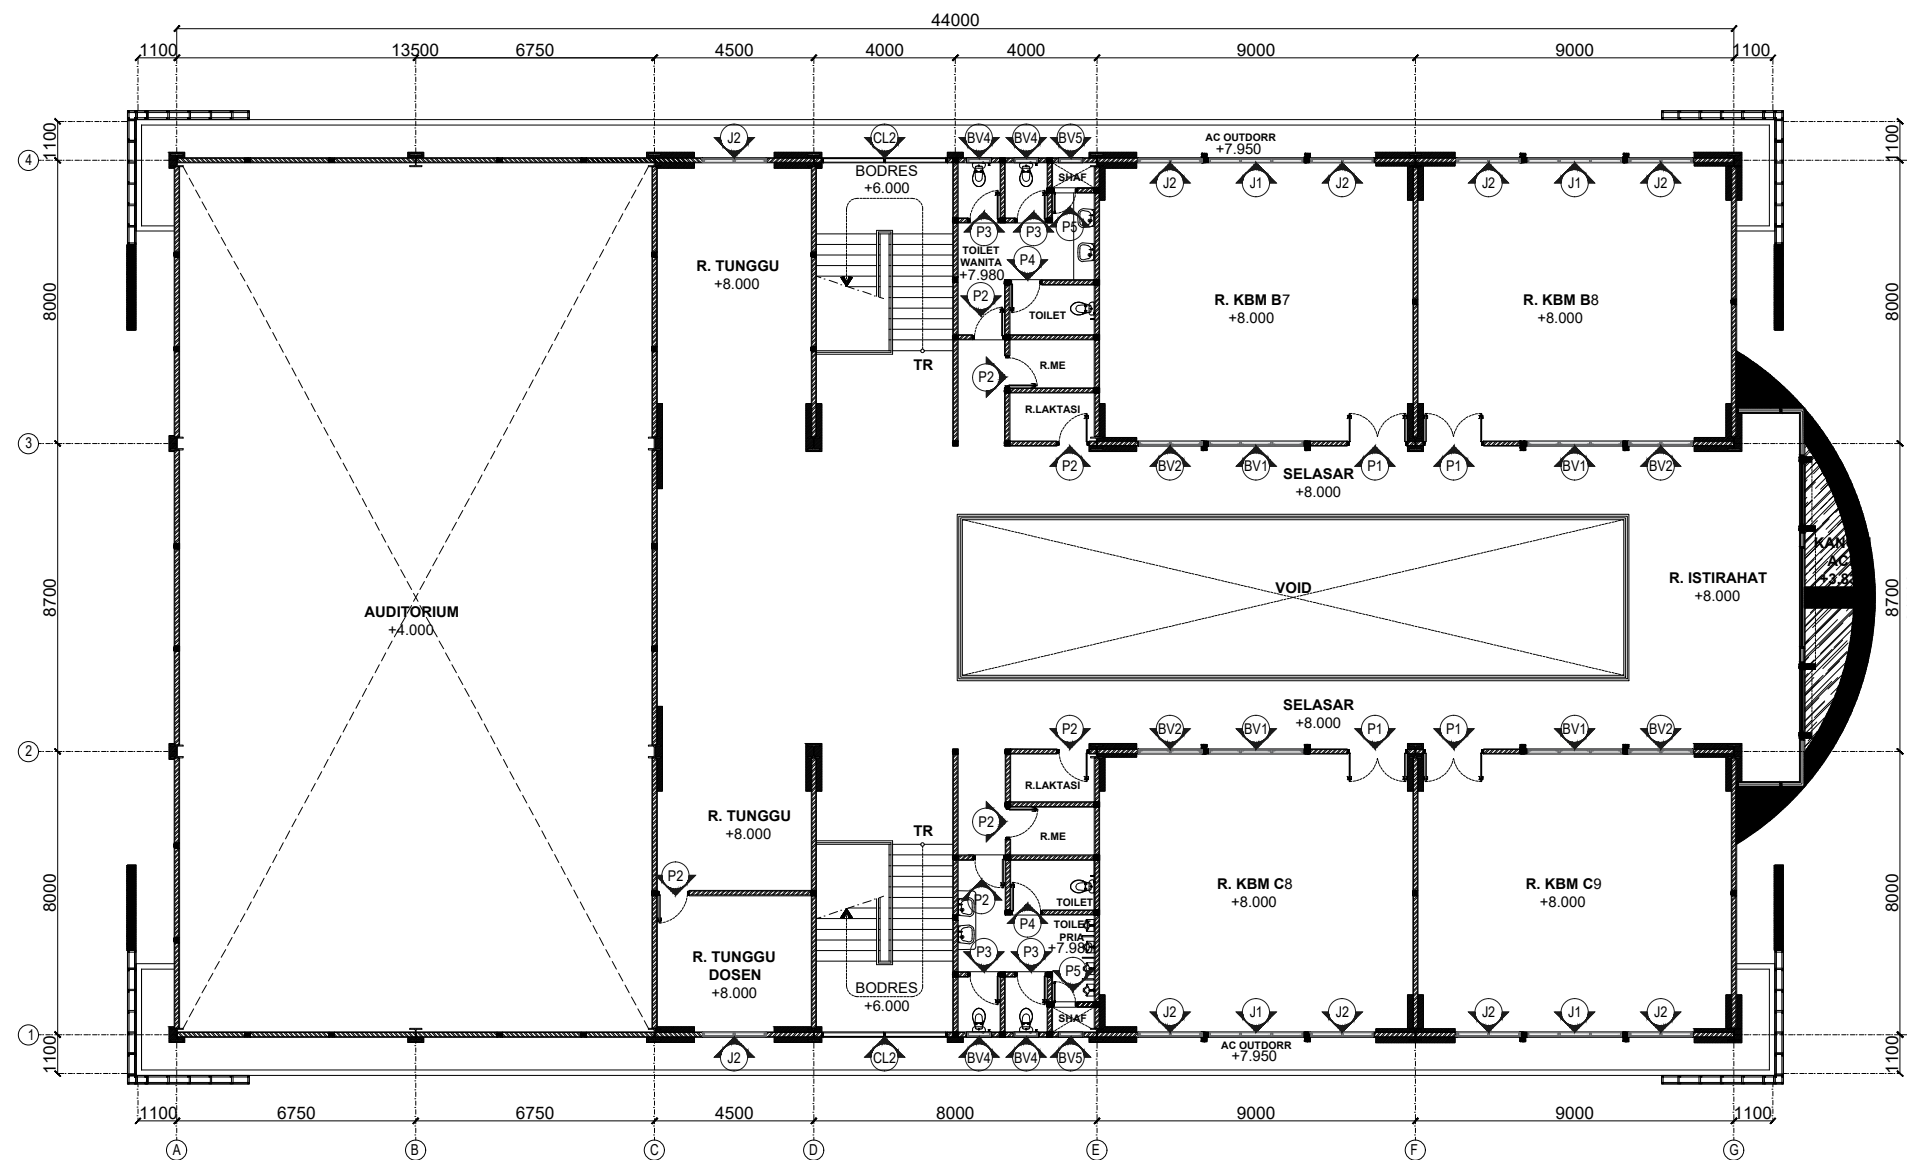 44000
1100 13500 6750 4500 4000 4000 9000 9000 1100
1100 1100
J2 CL2 BV4 BV4 BV5 AC OUTDORR
+7.950
4
BODRES
+6.000
SHAF
J2 J1 J2 J2 J1 J2
P3 P3 P5
TOILET
WANITA
+7.980
P4
R. TUNGGU
+8.000
P2
8000 8000
R. KBM B7
+8.000
R. KBM B8
+8.000
TOILET
TR
R.ME
P2
R.LAKTASI
3
P2 BV2 BV1 P1 P1 BV1 BV2
SELASAR
+8.000
8700 8700
AUDITORIUM
+4.000
VOID
R. ISTIRAHAT
+8.000
AC
SELASAR
+8.000
P2 BV2 BV1 P1 P1 BV1 BV2
2
R.LAKTASI
R. TUNGGU
+8.000
TR
P2
R.ME
P2
8000 8000
R. KBM C8
+8.000
R. KBM C9
+8.000
P2
TOILET
P4
TOILET
PRIA
+7.980
P3 P3 P5
R. TUNGGU
DOSEN
+8.000
BODRES
+6.000
SHAF
J2 J1 J2 J2 J1 J2
1
J2 CL2 BV4 BV4 BV5 AC OUTDORR
+7.950
1100 1100
1100 6750 6750 4500 8000 9000 9000 1100
A B C D E F G